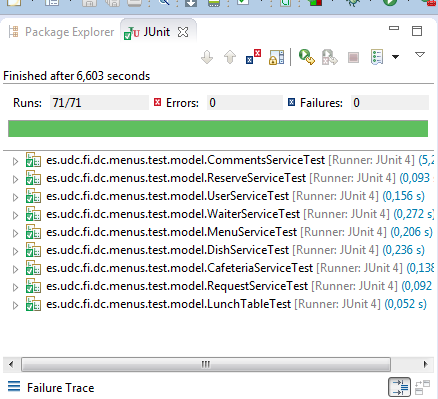 Package Explorer JUnit
Finished after 6,603 seconds
Runs: 71/71 Errors: 0 Failures: 0
es.udc.fi.dc.menus.test.model.CommentsServiceTest [Runner: JUnit 4] (5,2
es.udc.fi.dc.menus.test.model.ReserveServiceTest [Runner: JUnit 4] (0,093
es.udc.fi.dc.menus.test.model.UserServiceTest [Runner: JUnit 4] (0,156 s)
es.udc.fi.dc.menus.test.model.WaiterServiceTest [Runner: JUnit 4] (0,272 s)
es.udc.fi.dc.menus.test.model.MenuServiceTest [Runner: JUnit 4] (0,206 s)
es.udc.fi.dc.menus.test.model.DishServiceTest [Runner: JUnit 4] (0,236 s)
es.udc.fi.dc.menus.test.model.CafeteriaServiceTest [Runner: JUnit 4] (0,138
es.udc.fi.dc.menus.test.model.RequestServiceTest [Runner: JUnit 4] (0,092
es.udc.fi.dc.menus.test.model.LunchTableTest [Runner: JUnit 4] (0,052 s)
Failure Trace